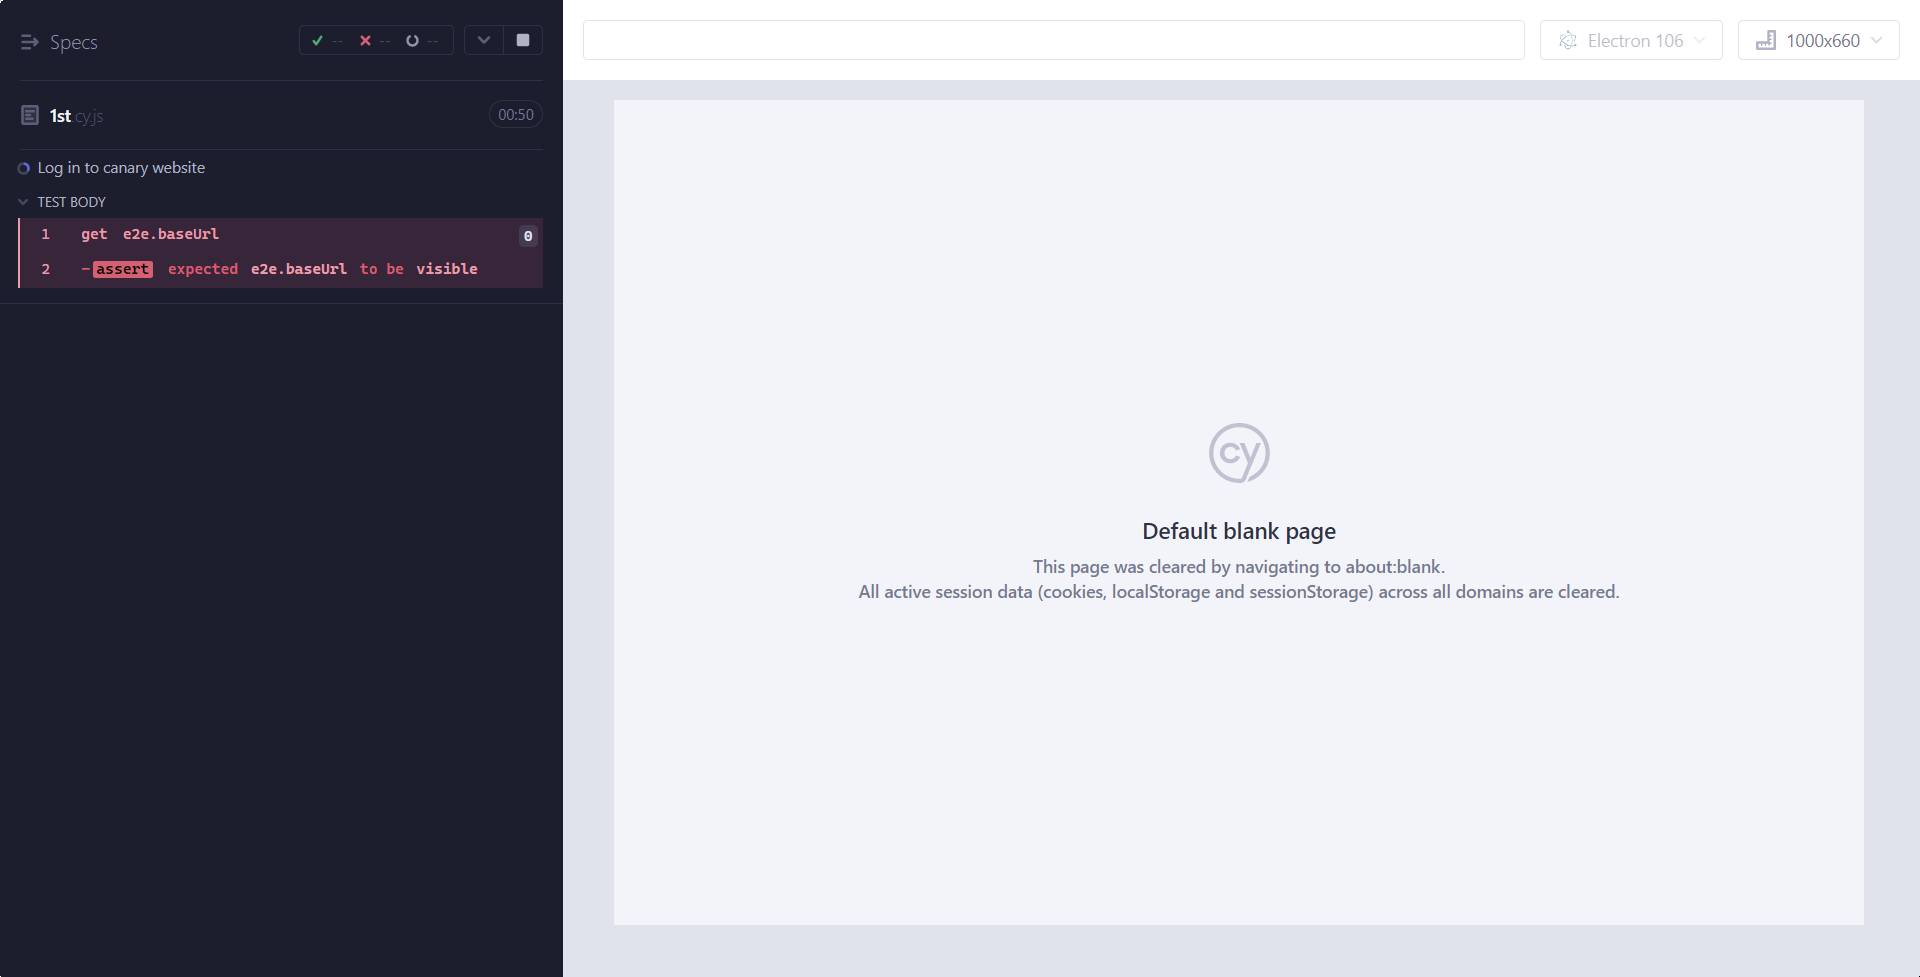 Specs
-- -- --
1st.cy.js
00:50
Log in to canary website
TEST BODY
1 get e2e.baseUrl 0
2 -assert expected e2e.baseUrl to be visible
Electron 106
1000x660
cy
Default blank page
This page was cleared by navigating to about:blank.
All active session data (cookies, localStorage and sessionStorage) across all domains are cleared.